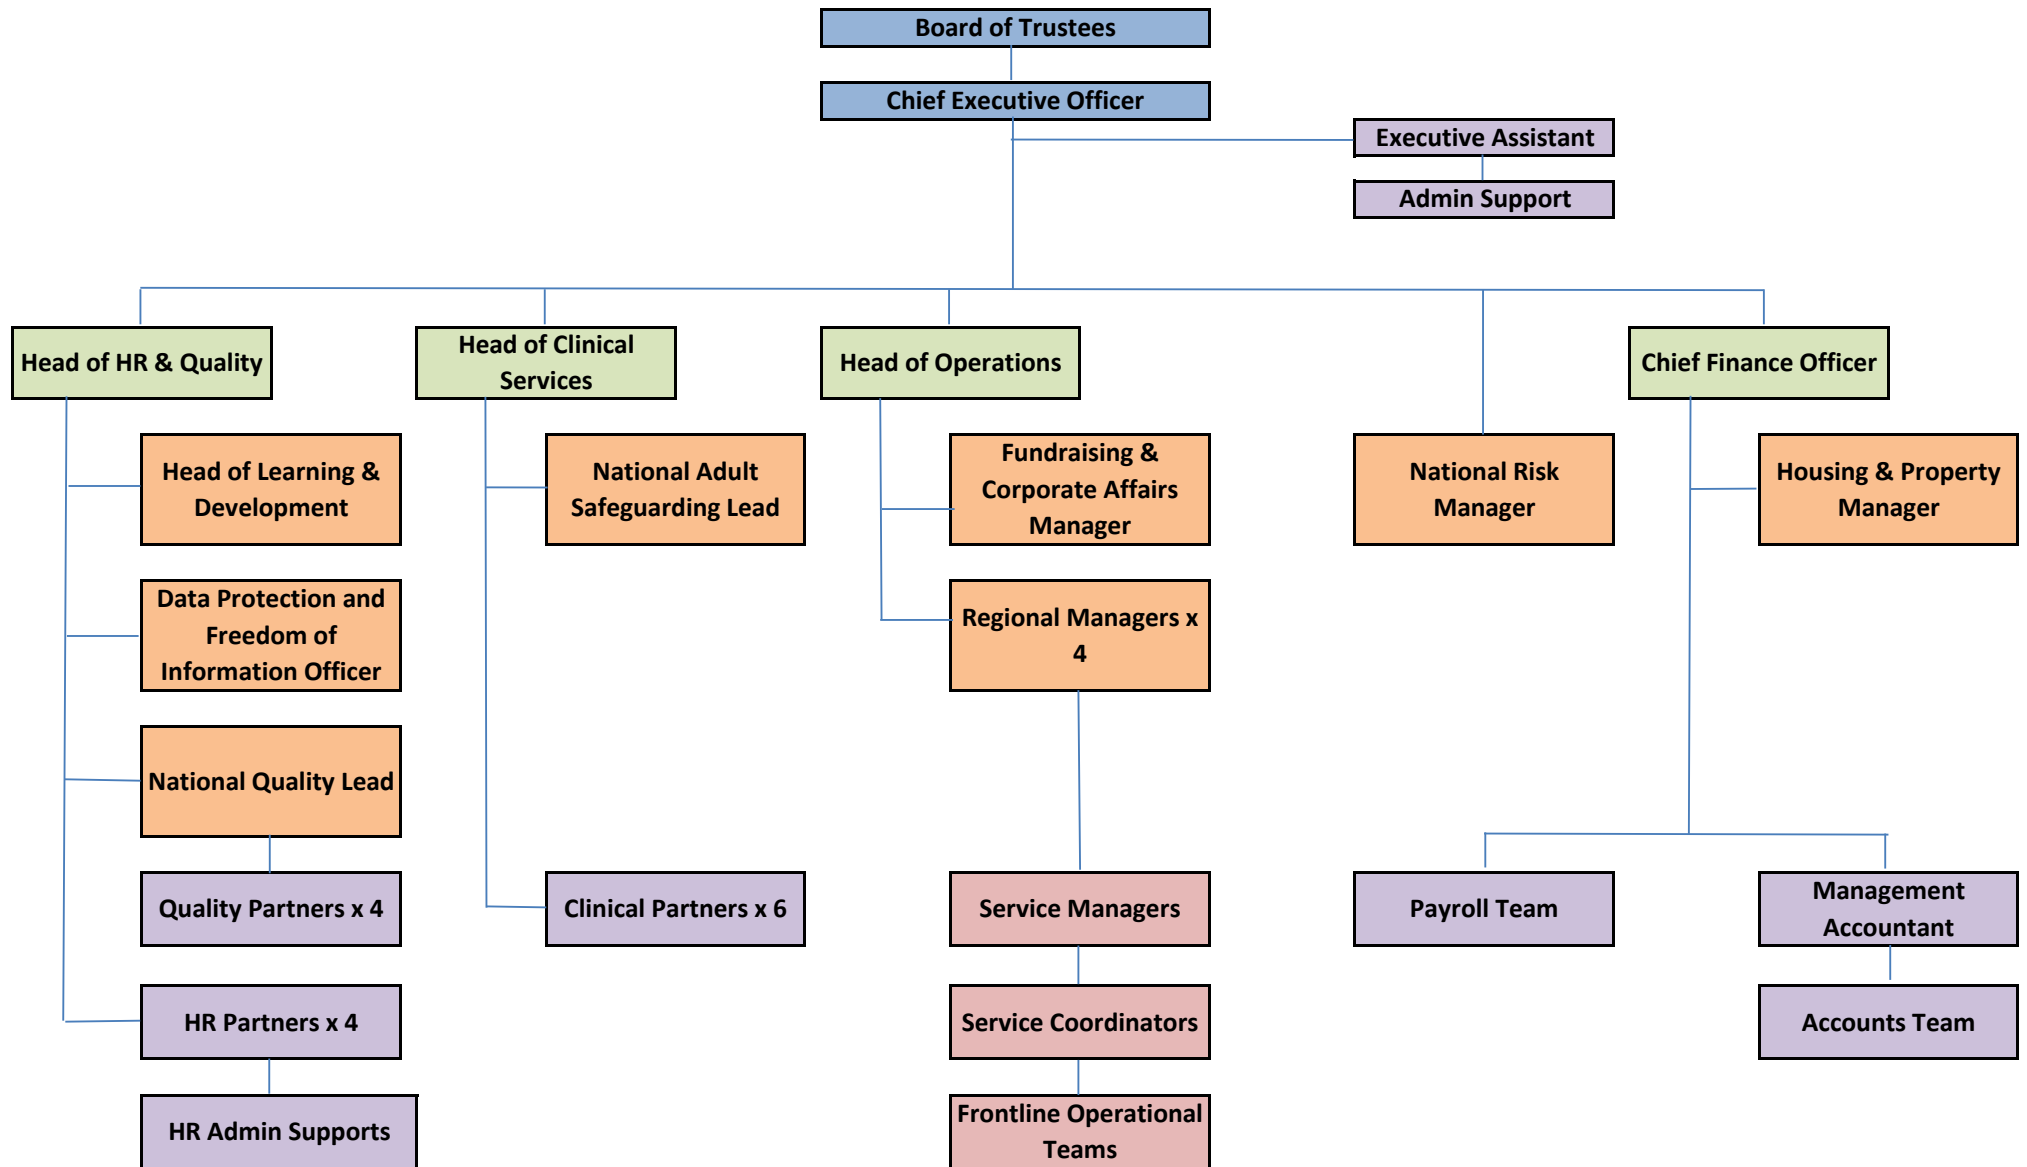 Board of Trustees
Chief Executive Officer
Executive Assistant
Admin Support
Head of HR & Quality
Head of Clinical
Services
Head of Operations
Chief Finance Officer
Head of Learning &
Development
National Adult
Safeguarding Lead
Fundraising &
Corporate Affairs
Manager
National Risk
Manager
Housing & Property
Manager
Data Protection and
Freedom of
Information Officer
Regional Managers x
4
National Quality Lead
Quality Partners x 4
Clinical Partners x 6
Service Managers
Payroll Team
Management
Accountant
HR Partners x 4
Service Coordinators
Accounts Team
HR Admin Supports
Frontline Operational
Teams